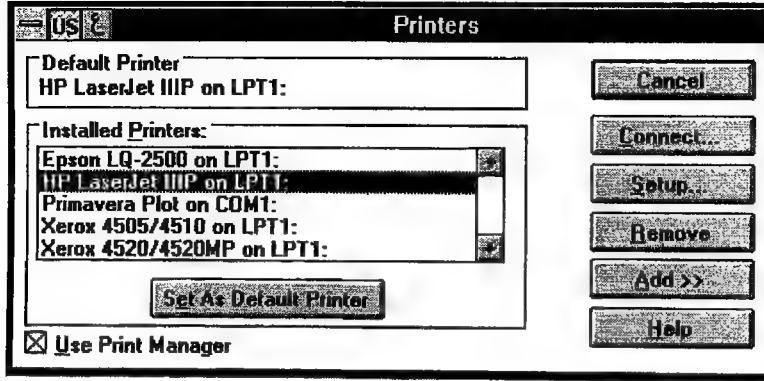 US
Printers
Default Printer
HP LaserJet IIIP on LPT1:
Installed Printers:
Epson LQ-2500 on LPT1:
HP LaserJet IIIP on LPT1:
Primavera Plot on COM1:
Xerox 4505/4510 on LPT1:
Xerox 4520/4520MP on LPT1:
Set As Default Printer
Use Print Manager
Cancel
Connect...
Setup...
Remove
Add >>
Help